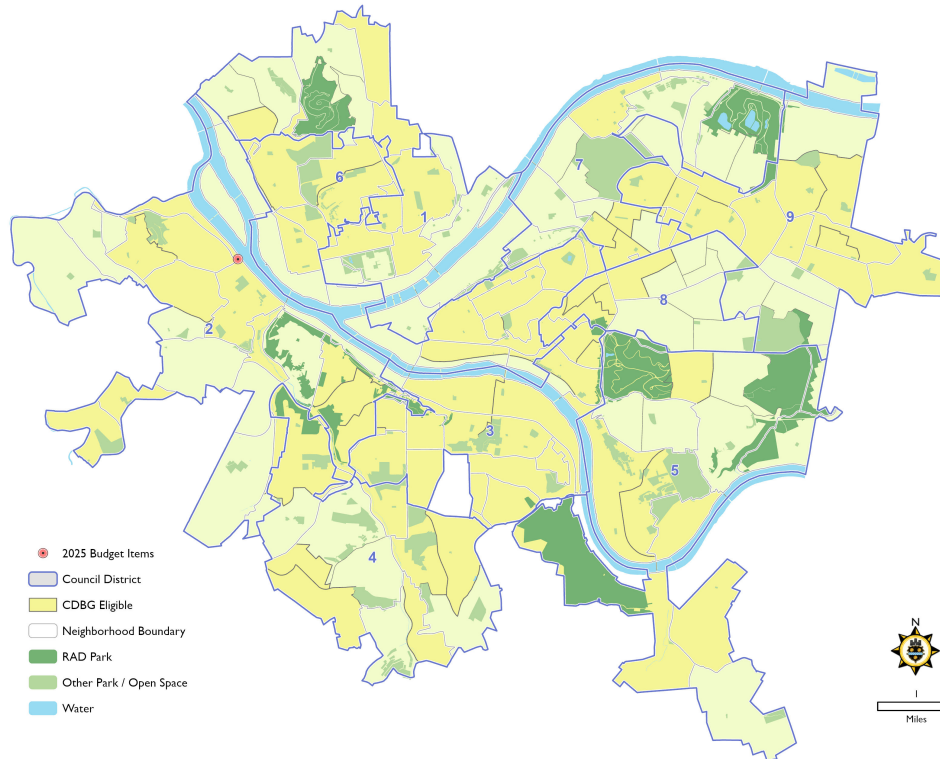 6
1
7
9
8
2
3
5
4
2025 Budget Items
Council District
CDBG Eligible
Neighborhood Boundary
RAD Park
Other Park / Open Space
Water
N
1
Miles